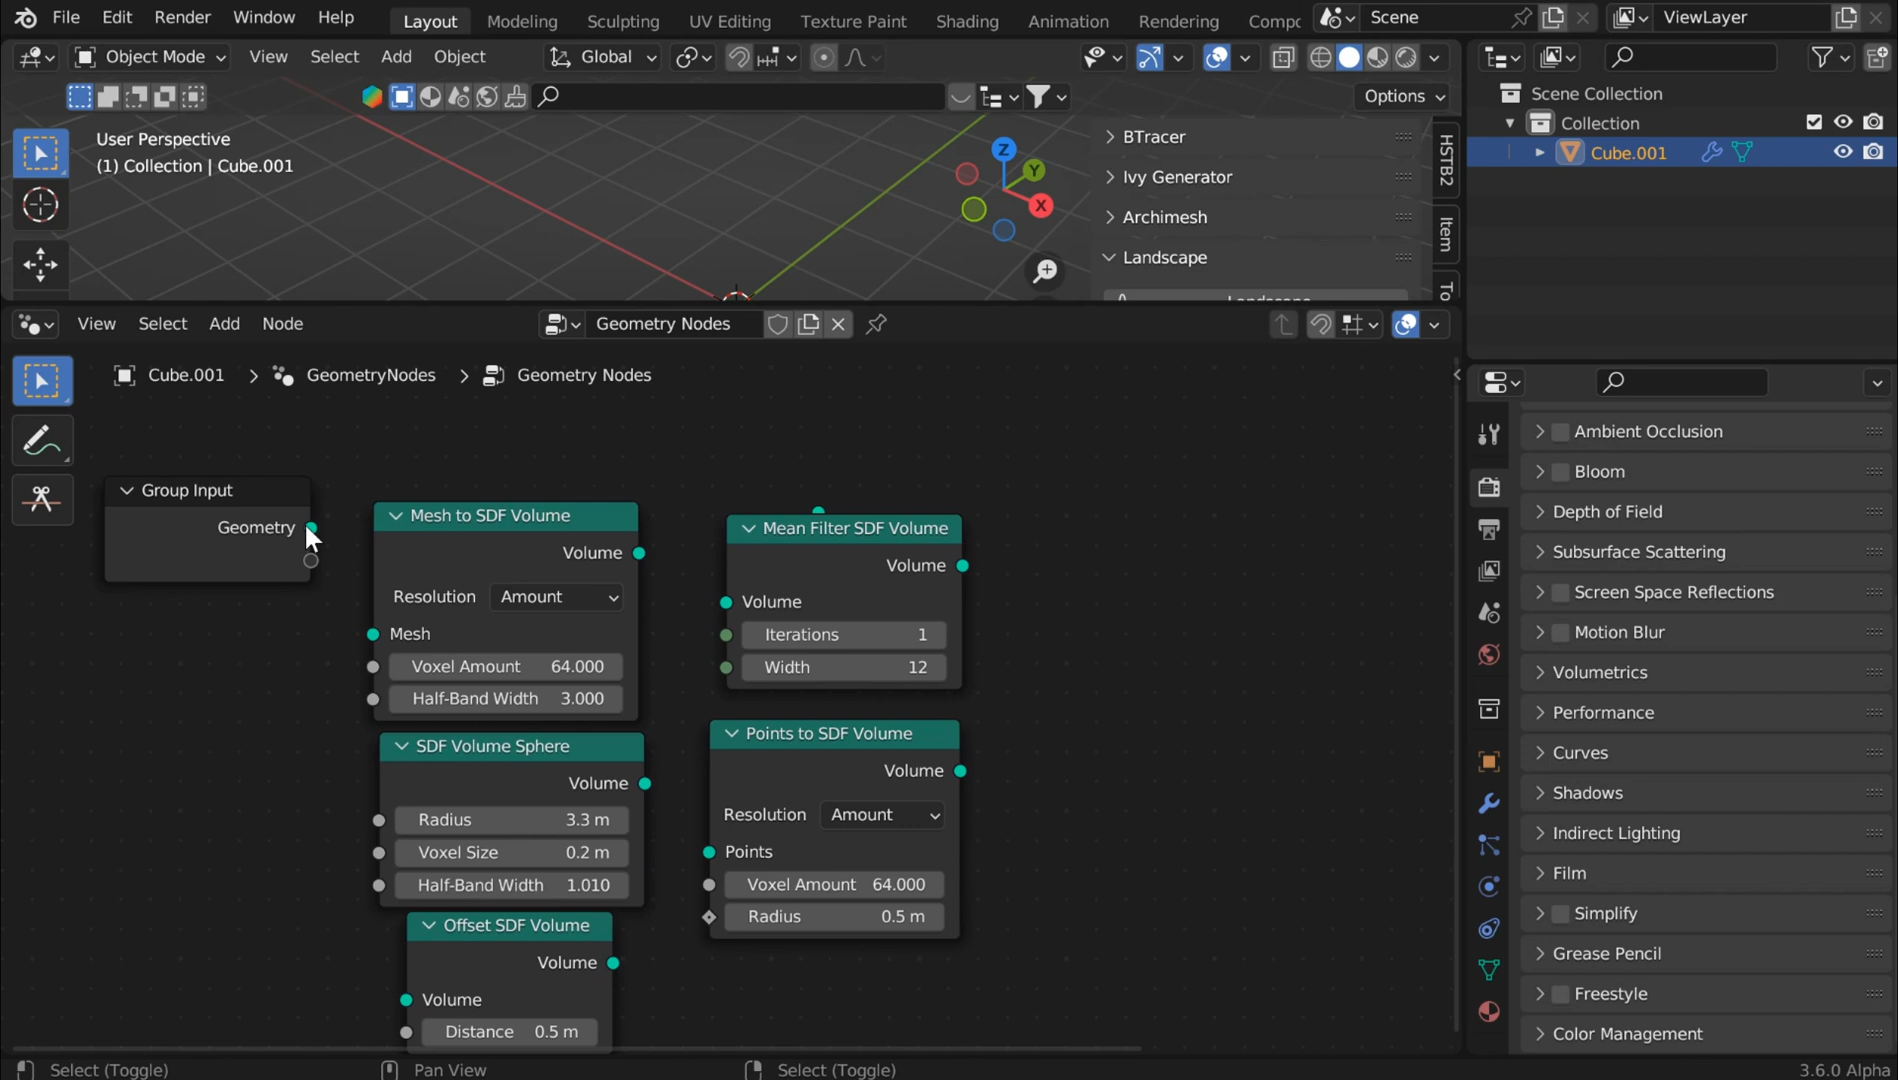 File Edit Render Window Help Layout Modeling Sculpting UV Editing Texture Paint Shading Animation Rendering Scene ViewLayer
Object Mode View Select Add Object Global
Options
User Perspective
(1) Collection | Cube.001
Z
Y
X
BTracer
Ivy Generator
Archimesh
Landscape
HSTB2
Item
Scene Collection
Collection
Cube.001
View Select Add Node Geometry Nodes
Cube.001 > GeometryNodes > Geometry Nodes
Group Input
Geometry
Mesh to SDF Volume
Volume
Resolution Amount
Mesh
Voxel Amount 64.000
Half-Band Width 3.000
SDF Volume Sphere
Volume
Radius 3.3 m
Voxel Size 0.2 m
Half-Band Width 1.010
Offset SDF Volume
Volume
Volume
Distance 0.5 m
Mean Filter SDF Volume
Volume
Volume
Iterations 1
Width 12
Points to SDF Volume
Volume
Resolution Amount
Points
Voxel Amount 64.000
Radius 0.5 m
Ambient Occlusion
Bloom
Depth of Field
Subsurface Scattering
Screen Space Reflections
Motion Blur
Volumetrics
Performance
Curves
Shadows
Indirect Lighting
Film
Simplify
Grease Pencil
Freestyle
Color Management
Select (Toggle) Pan View Select (Toggle) 3.6.0 Alpha